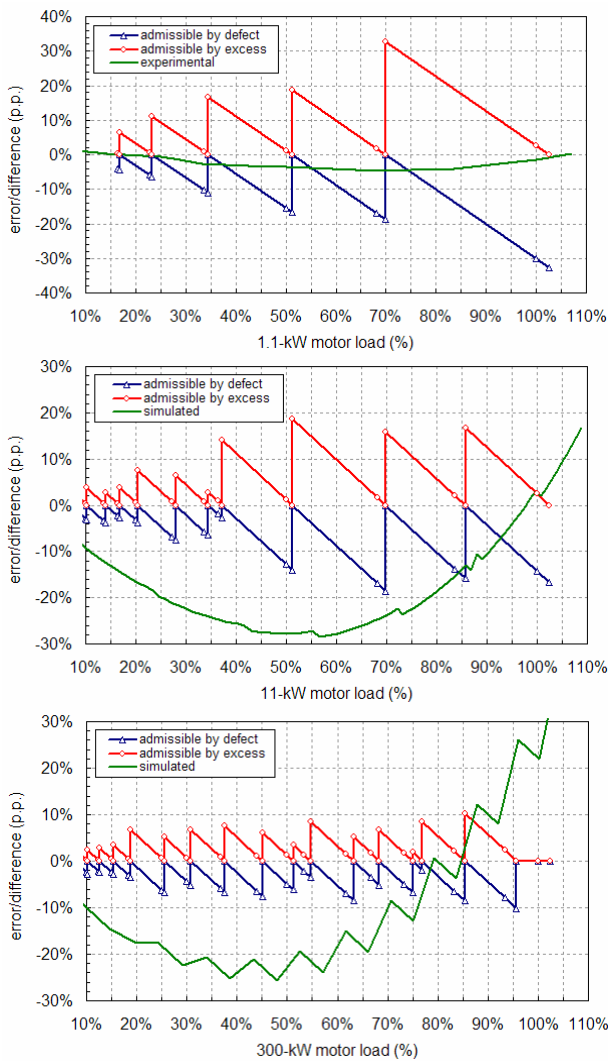 40%
30%
20%
10%
0%
-10%
-20%
-30%
-40%
error/difference (p.p.)
admissible by defect
admissible by excess
experimental
10% 20% 30% 40% 50% 60% 70% 80% 90% 100% 110%
1.1-kW motor load (%)
30%
20%
10%
0%
-10%
-20%
-30%
error/difference (p.p.)
admissible by defect
admissible by excess
simulated
10% 20% 30% 40% 50% 60% 70% 80% 90% 100% 110%
11-kW motor load (%)
30%
20%
10%
0%
-10%
-20%
-30%
error/difference (p.p.)
admissible by defect
admissible by excess
simulated
10% 20% 30% 40% 50% 60% 70% 80% 90% 100% 110%
300-kW motor load (%)